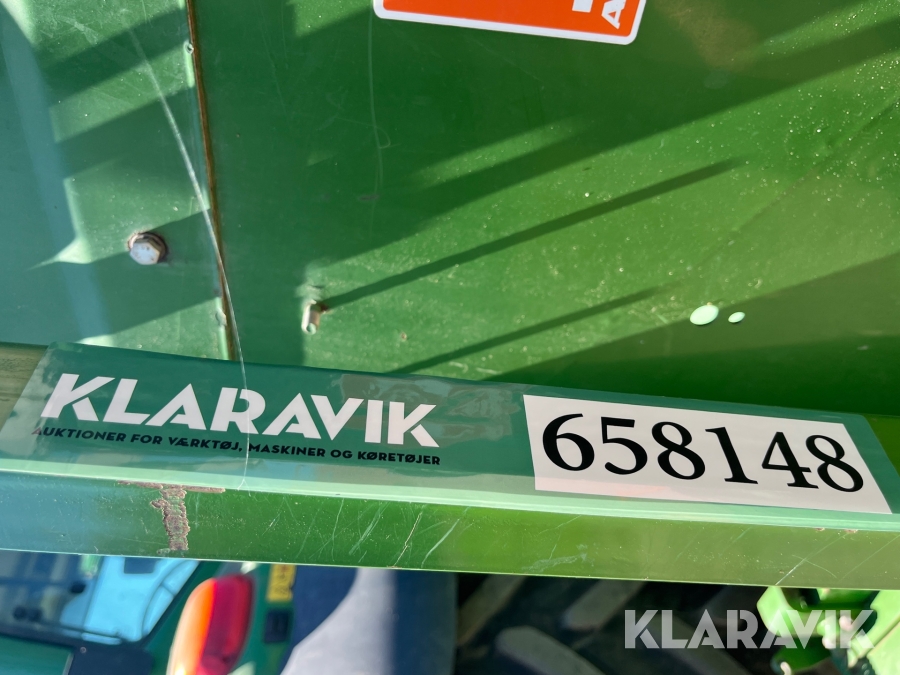 A
KLARAVIK
AUKTIONER FOR VÆRKTØJ, MASKINER OG KØRETØJER
658148
KLARAVIK